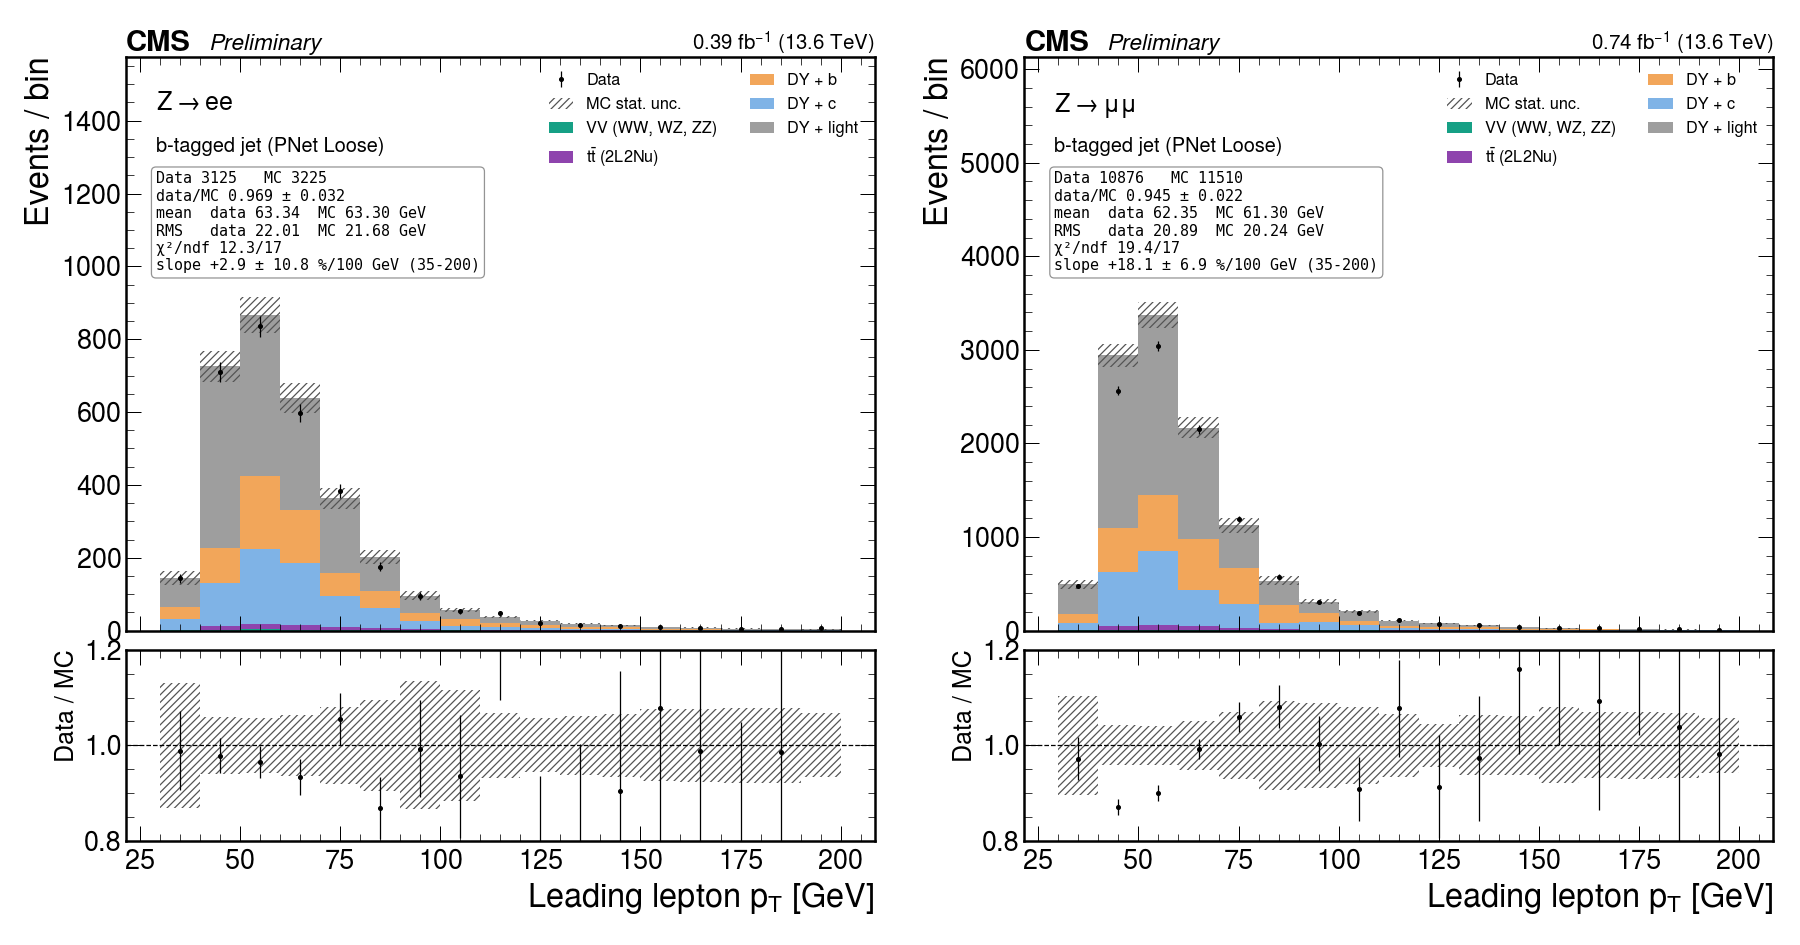 CMS Preliminary 0.39 fb⁻¹ (13.6 TeV)
Events / bin
Z → ee
b-tagged jet (PNet Loose)
Data 3125   MC 3225
data/MC 0.969 ± 0.032
mean  data 63.34  MC 63.30 GeV
RMS   data 22.01  MC 21.68 GeV
χ²/ndf 12.3/17
slope +2.9 ± 10.8 %/100 GeV (35-200)
Data
MC stat. unc.
VV (WW, WZ, ZZ)
tt̄ (2L2Nu)
DY + b
DY + c
DY + light
1400
1200
1000
800
600
400
200
0
Data / MC
1.2
1.0
0.8
25 50 75 100 125 150 175 200
Leading lepton p_T [GeV]
CMS Preliminary 0.74 fb⁻¹ (13.6 TeV)
Events / bin
Z → μμ
b-tagged jet (PNet Loose)
Data 10876   MC 11510
data/MC 0.945 ± 0.022
mean  data 62.35  MC 61.30 GeV
RMS   data 20.89  MC 20.24 GeV
χ²/ndf 19.4/17
slope +18.1 ± 6.9 %/100 GeV (35-200)
Data
MC stat. unc.
VV (WW, WZ, ZZ)
tt̄ (2L2Nu)
DY + b
DY + c
DY + light
6000
5000
4000
3000
2000
1000
0
Data / MC
1.2
1.0
0.8
25 50 75 100 125 150 175 200
Leading lepton p_T [GeV]